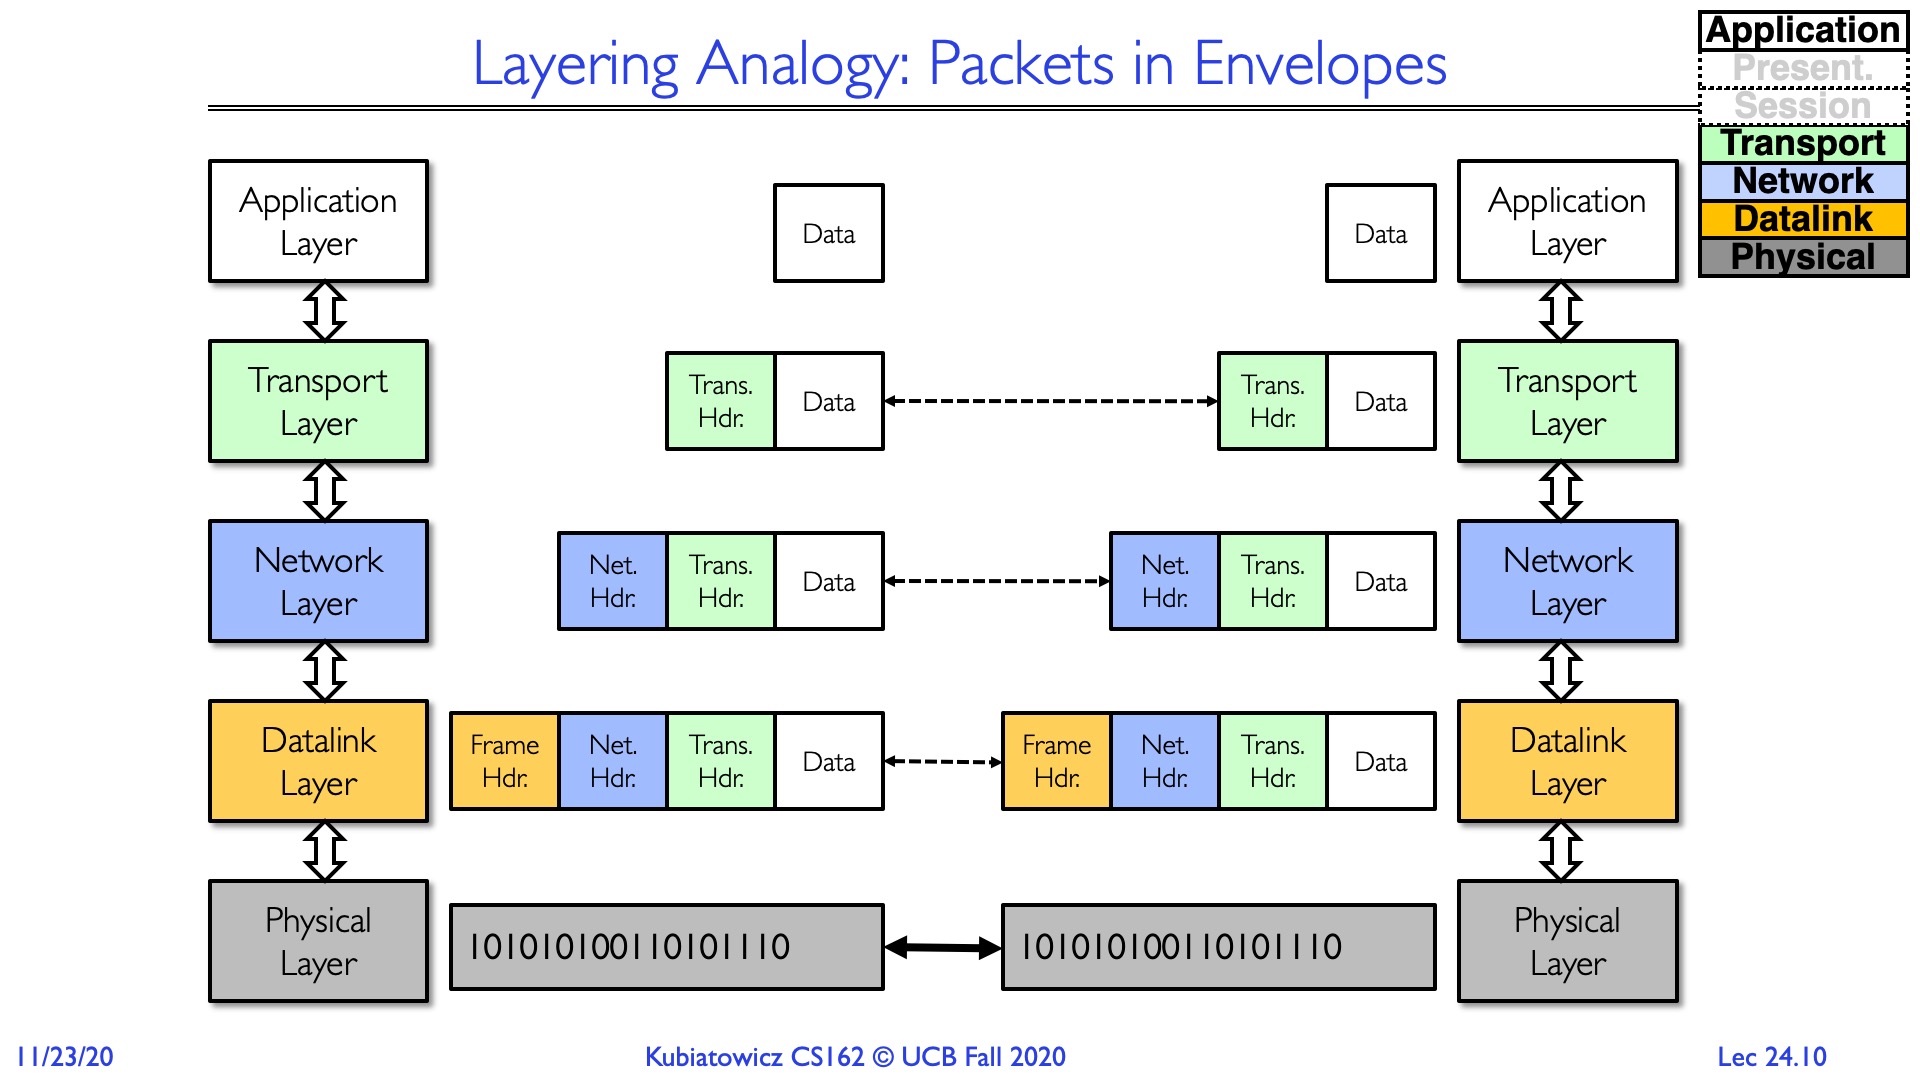 Layering Analogy: Packets in Envelopes
Application
Present.
Session
Transport
Network
Datalink
Physical
Application
Layer
Data
Data
Application
Layer
Transport
Layer
Trans.
Hdr.
Data
Trans.
Hdr.
Data
Transport
Layer
Network
Layer
Net.
Hdr.
Trans.
Hdr.
Data
Net.
Hdr.
Trans.
Hdr.
Data
Network
Layer
Datalink
Layer
Frame
Hdr.
Net.
Hdr.
Trans.
Hdr.
Data
Frame
Hdr.
Net.
Hdr.
Trans.
Hdr.
Data
Datalink
Layer
Physical
Layer
101010100110101110
101010100110101110
Physical
Layer
11/23/20
Kubiatowicz CS162 © UCB Fall 2020
Lec 24.10